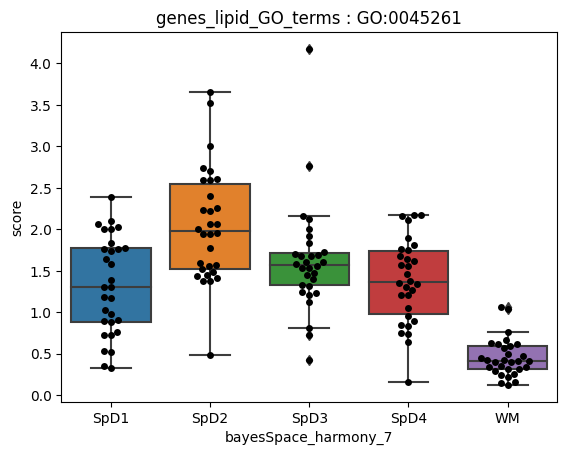 genes_lipid_GO_terms : GO:0045261
4.0
3.5
3.0
2.5
2.0
1.5
1.0
0.5
0.0
score
SpD1 SpD2 SpD3 SpD4 WM
bayesSpace_harmony_7